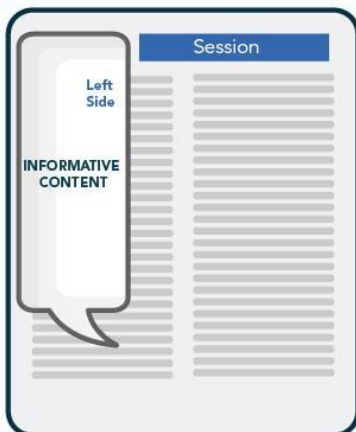 Session
Left
Side
INFORMATIVE
CONTENT